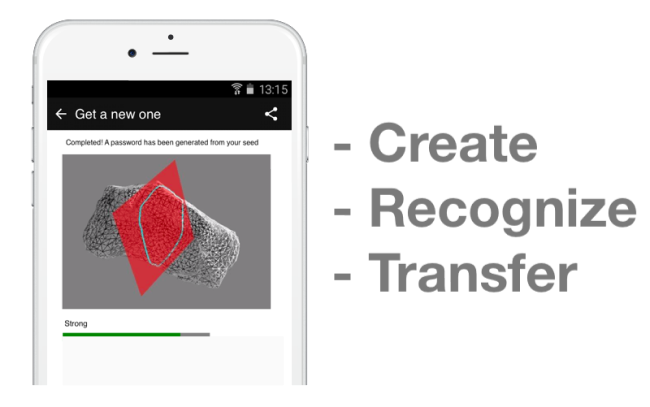 13:15
Get a new one
Completed! A password has been generated from your seed
Strong
- Create
- Recognize
- Transfer